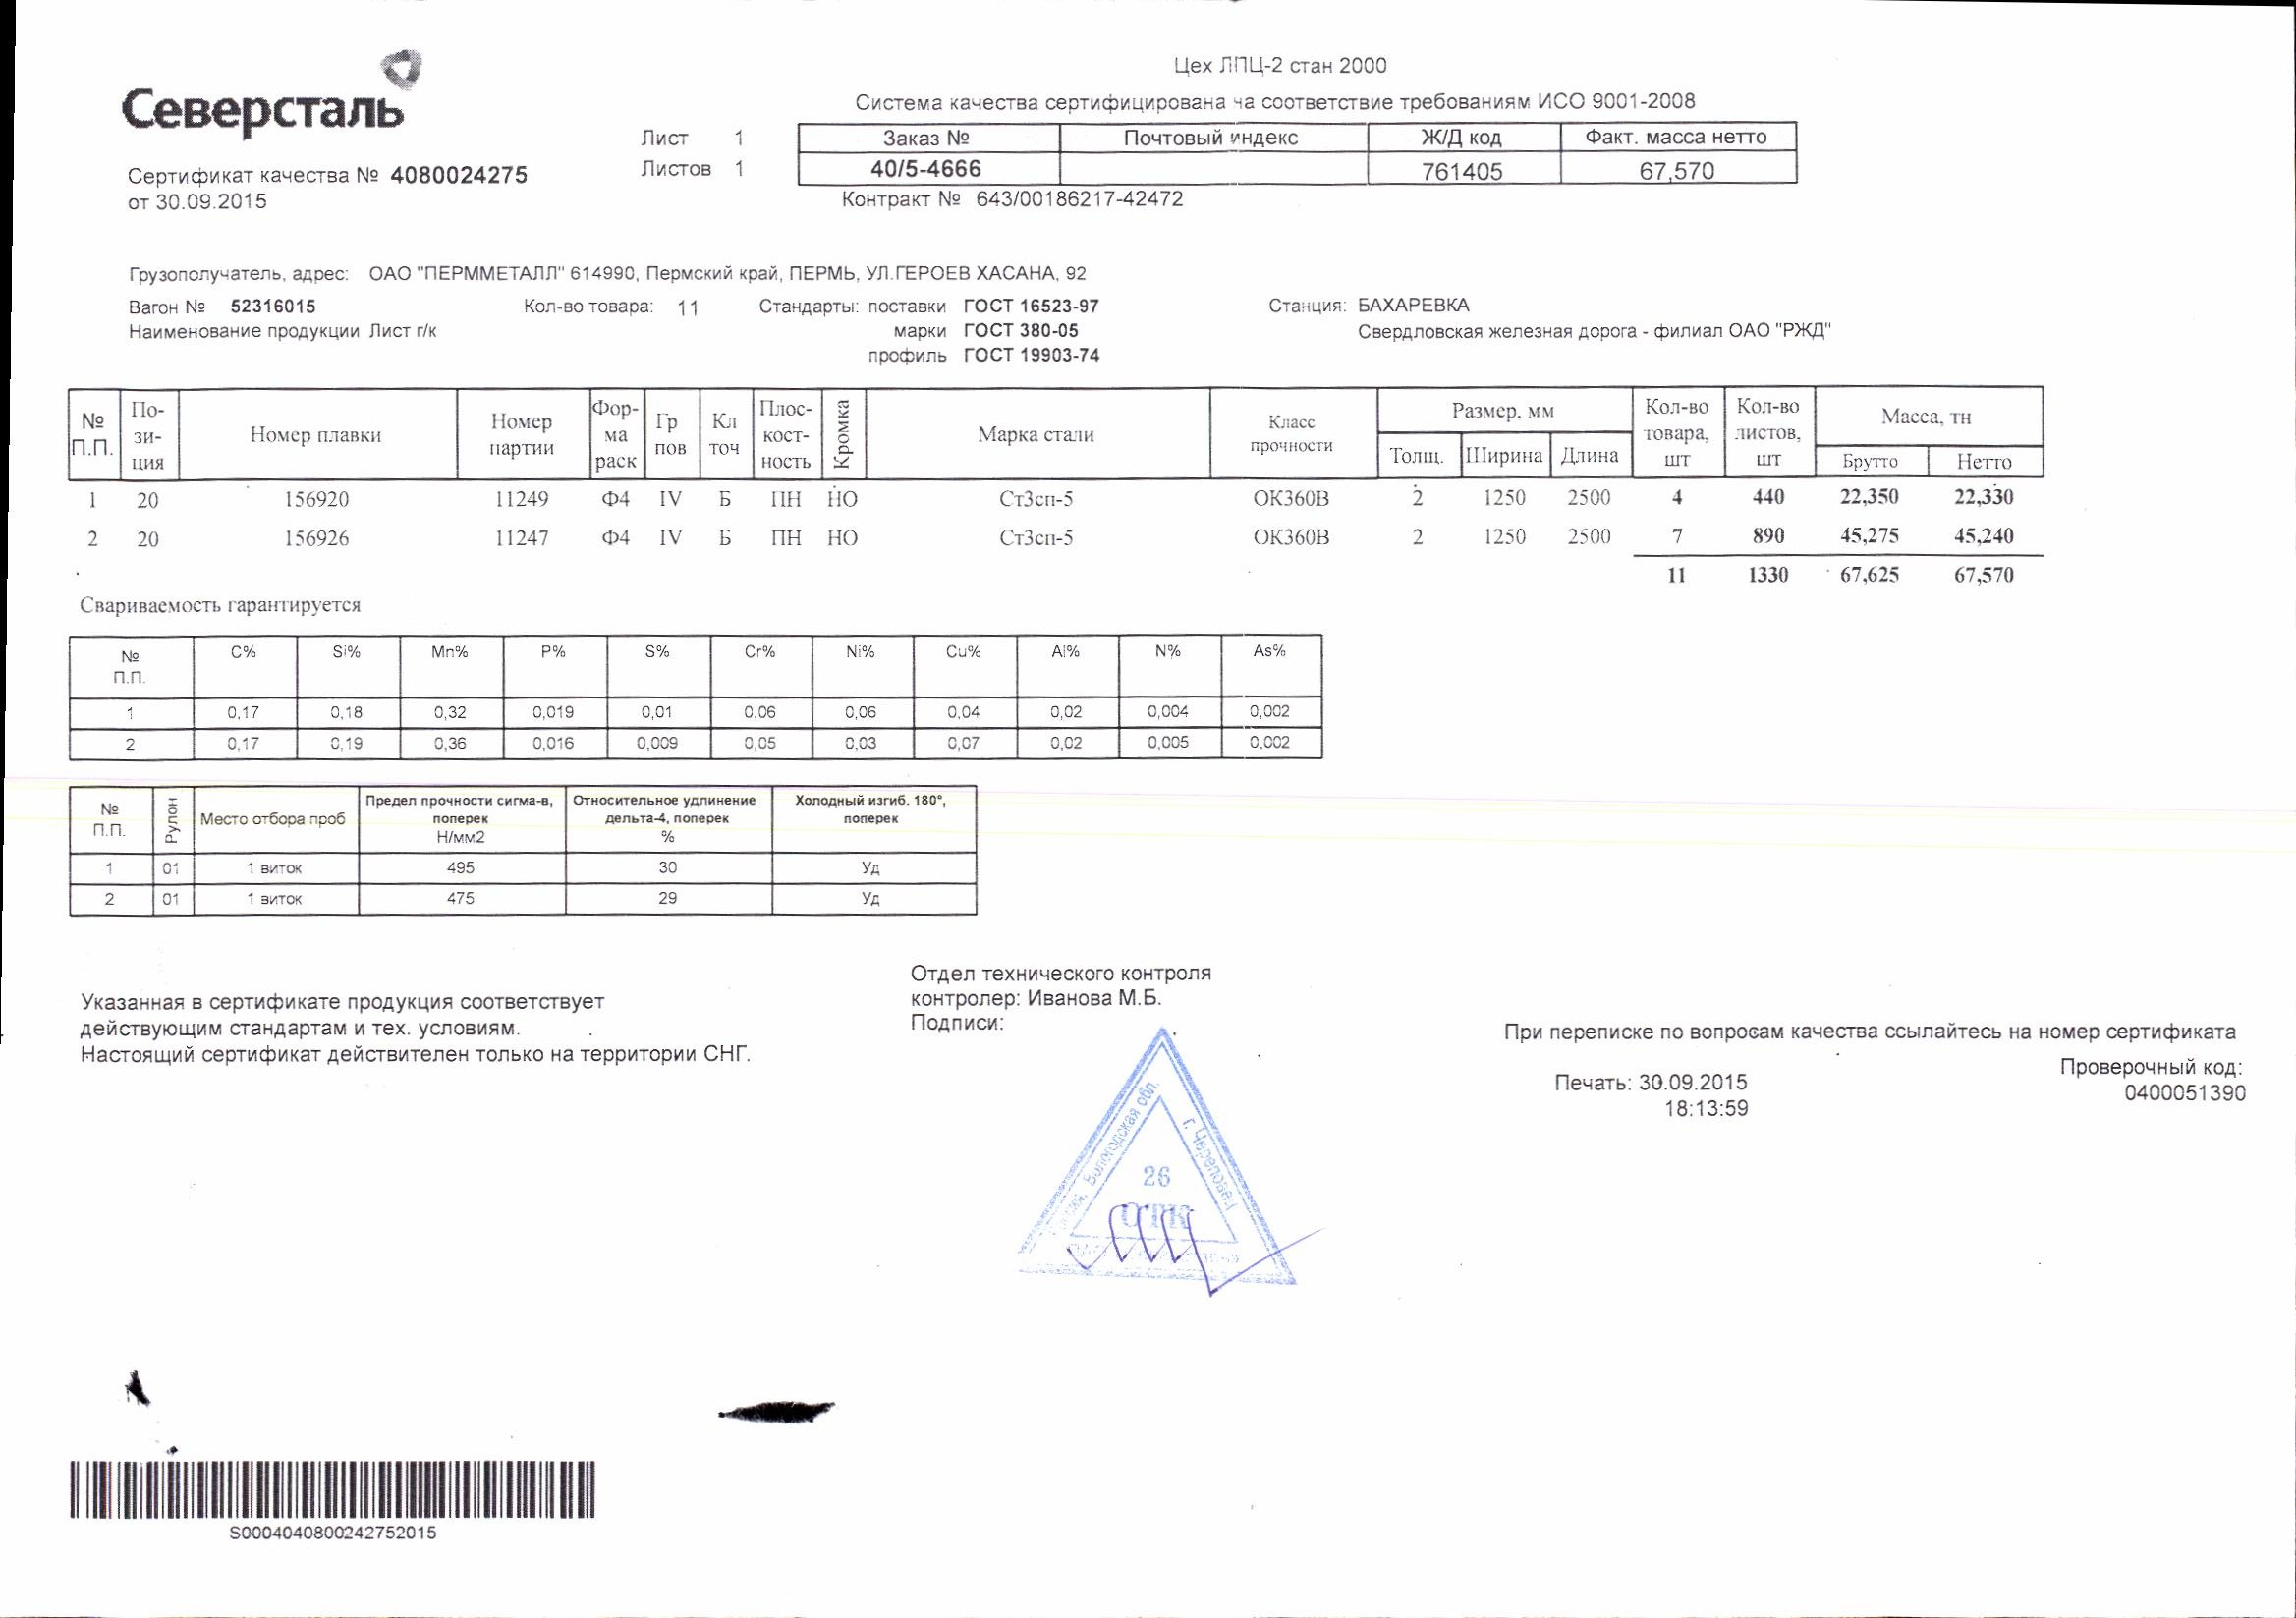 Северсталь
Цех ЛПЦ-2 стан 2000
Система качества сертифицирована на соответствие требованиям ИСО 9001-2008
Лист 1
Листов 1
Заказ № Почтовый индекс Ж/Д код Факт. масса нетто
40/5-4666 761405 67,570
Сертификат качества № 4080024275
от 30.09.2015
Контракт № 643/00186217-42472
Грузополучатель, адрес: ОАО "ПЕРММЕТАЛЛ" 614990, Пермский край, ПЕРМЬ, УЛ.ГЕРОЕВ ХАСАНА, 92
Вагон № 52316015 Кол-во товара: 11 Стандарты: поставки ГОСТ 16523-97 Станция: БАХАРЕВКА
Наименование продукции Лист г/к марки ГОСТ 380-05 Свердловская железная дорога - филиал ОАО "РЖД"
профиль ГОСТ 19903-74
№ П.П. По-зи-ция Номер плавки Номер партии Фор-ма раск Гр пов Кл точ Плос-кост-ность Кромка Марка стали Класс прочности Размер. мм Кол-во товара, шт Кол-во листов, шт Масса, тн
Толщ. Ширина Длина Брутто Нетто
1 20 156920 11249 Ф4 IV Б ПН НО Ст3сп-5 ОК360В 2 1250 2500 4 440 22,350 22,330
2 20 156926 11247 Ф4 IV Б ПН НО Ст3сп-5 ОК360В 2 1250 2500 7 890 45,275 45,240
11 1330 67,625 67,570
Свариваемость гарантируется
№ П.П. C% Si% Mn% P% S% Cr% Ni% Cu% Al% N% As%
1 0,17 0,18 0,32 0,019 0,01 0,06 0,06 0,04 0,02 0,004 0,002
2 0,17 0,19 0,36 0,016 0,009 0,05 0,03 0,07 0,02 0,005 0,002
№ П.П. Рулон Место отбора проб Предел прочности сигма-в, поперек Н/мм2 Относительное удлинение дельта-4, поперек % Холодный изгиб. 180°, поперек
1 01 1 виток 495 30 Уд
2 01 1 виток 475 29 Уд
Указанная в сертификате продукция соответствует
действующим стандартам и тех. условиям.
Настоящий сертификат действителен только на территории СНГ.
Отдел технического контроля
контролер: Иванова М.Б.
Подписи:
Вологодская обл.
г. Череповец
26
ОТК
При переписке по вопросам качества ссылайтесь на номер сертификата
Печать: 30.09.2015
18:13:59
Проверочный код:
0400051390
S0004040800242752015